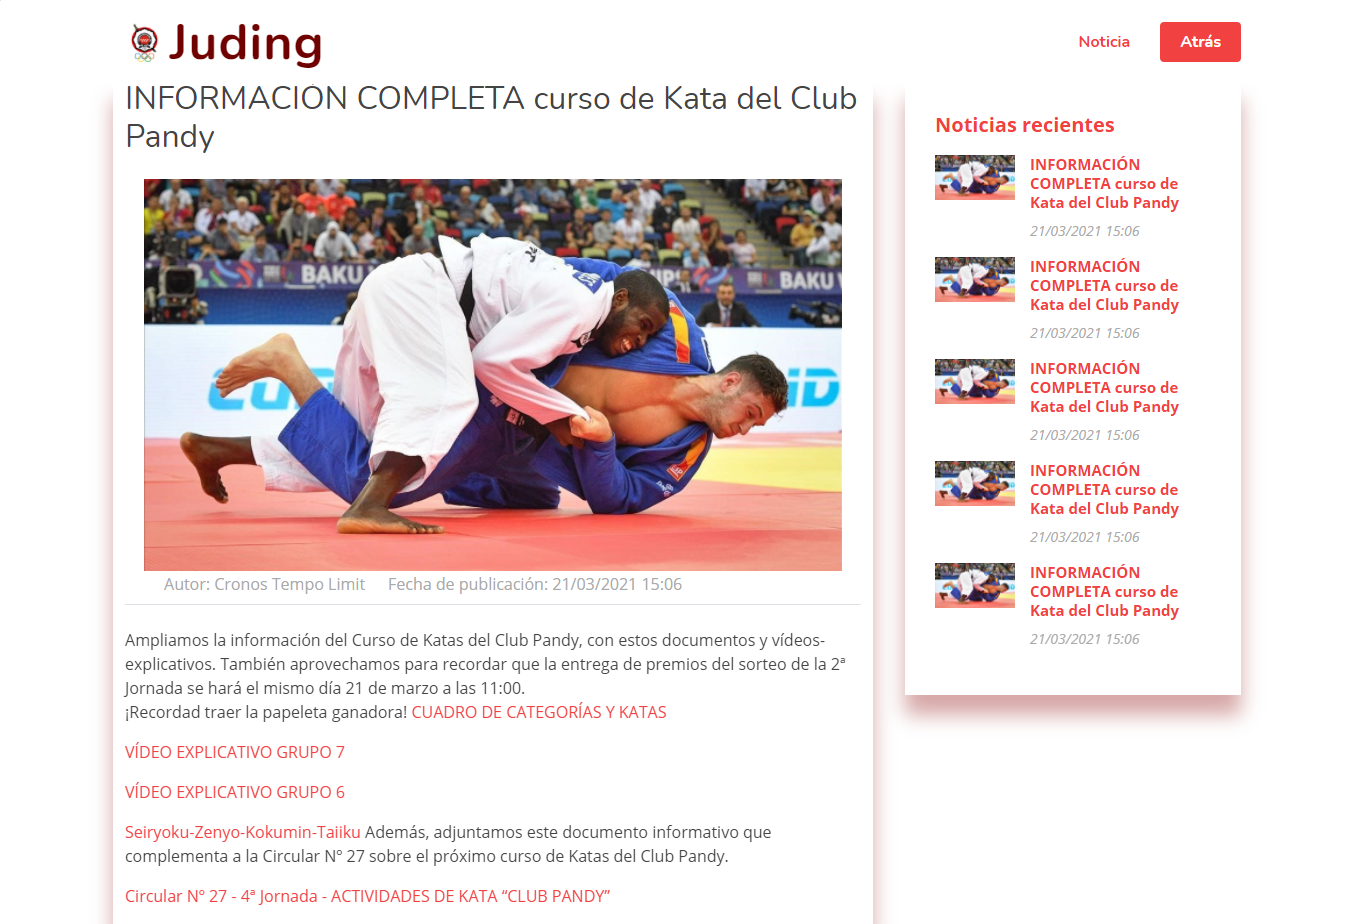 Juding
Noticia
Atrás
INFORMACION COMPLETA curso de Kata del Club
Pandy
BAKU
BAKU
Autor: Cronos Tempo Limit Fecha de publicación: 21/03/2021 15:06
Ampliamos la información del Curso de Katas del Club Pandy, con estos documentos y vídeos-
explicativos. También aprovechamos para recordar que la entrega de premios del sorteo de la 2ª
Jornada se hará el mismo día 21 de marzo a las 11:00.
¡Recordad traer la papeleta ganadora! CUADRO DE CATEGORÍAS Y KATAS
VÍDEO EXPLICATIVO GRUPO 7
VÍDEO EXPLICATIVO GRUPO 6
Seiryoku-Zenyo-Kokumin-Taiiku Además, adjuntamos este documento informativo que
complementa a la Circular Nº 27 sobre el próximo curso de Katas del Club Pandy.
Circular Nº 27 - 4ª Jornada - ACTIVIDADES DE KATA “CLUB PANDY”
Noticias recientes
INFORMACIÓN
COMPLETA curso de
Kata del Club Pandy
21/03/2021 15:06
INFORMACIÓN
COMPLETA curso de
Kata del Club Pandy
21/03/2021 15:06
INFORMACIÓN
COMPLETA curso de
Kata del Club Pandy
21/03/2021 15:06
INFORMACIÓN
COMPLETA curso de
Kata del Club Pandy
21/03/2021 15:06
INFORMACIÓN
COMPLETA curso de
Kata del Club Pandy
21/03/2021 15:06